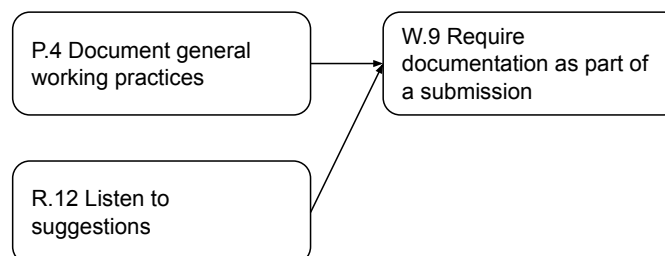 P.4 Document general
working practices
W.9 Require
documentation as part of
a submission
R.12 Listen to
suggestions